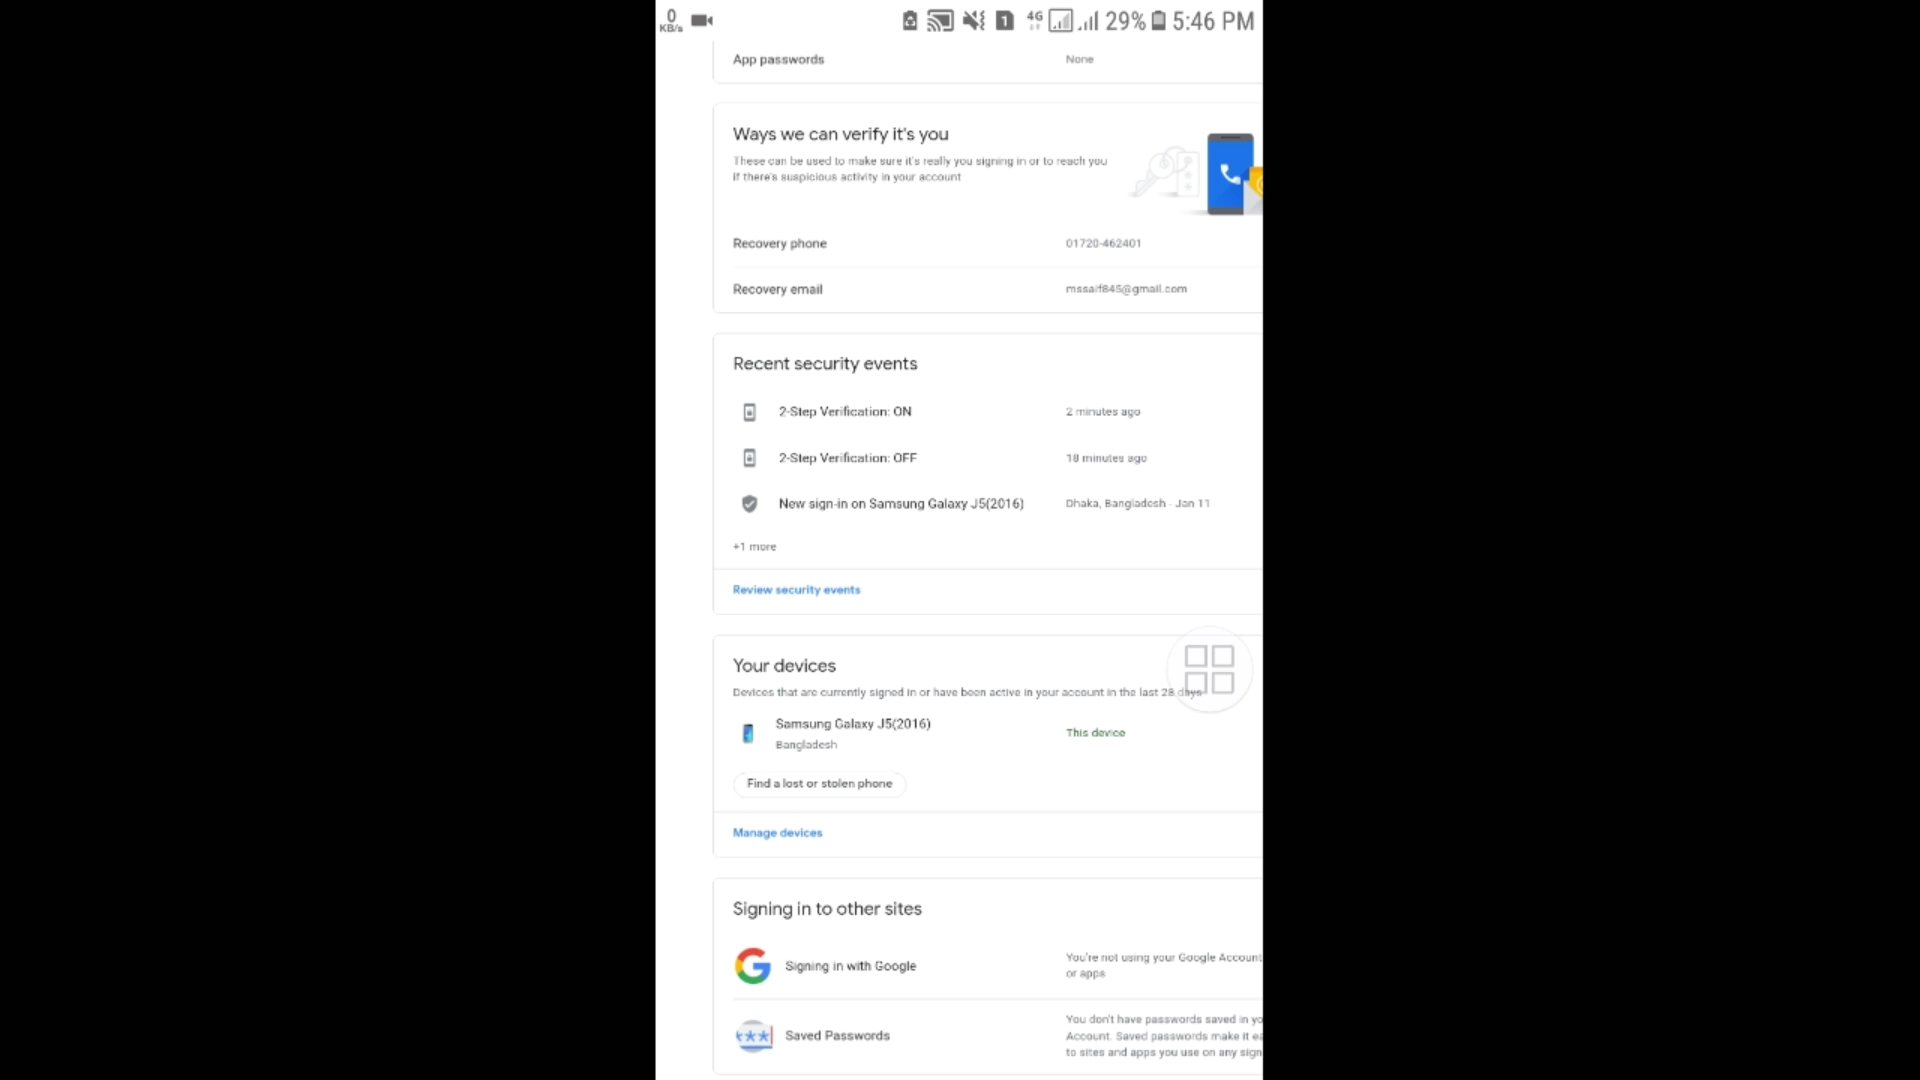 0
KB/s
1
4G
29%
5:46 PM
App passwords
None
Ways we can verify it's you
These can be used to make sure it's really you signing in or to reach you
if there's suspicious activity in your account
Recovery phone
01720-462401
Recovery email
mssaif845@gmail.com
Recent security events
2-Step Verification: ON
2 minutes ago
2-Step Verification: OFF
18 minutes ago
New sign-in on Samsung Galaxy J5(2016)
Dhaka, Bangladesh - Jan 11
+1 more
Review security events
Your devices
Devices that are currently signed in or have been active in your account in the last 28 days
Samsung Galaxy J5(2016)
Bangladesh
This device
Find a lost or stolen phone
Manage devices
Signing in to other sites
Signing in with Google
You're not using your Google Account
or apps
Saved Passwords
You don't have passwords saved in yo
Account. Saved passwords make it ea
to sites and apps you use on any sign